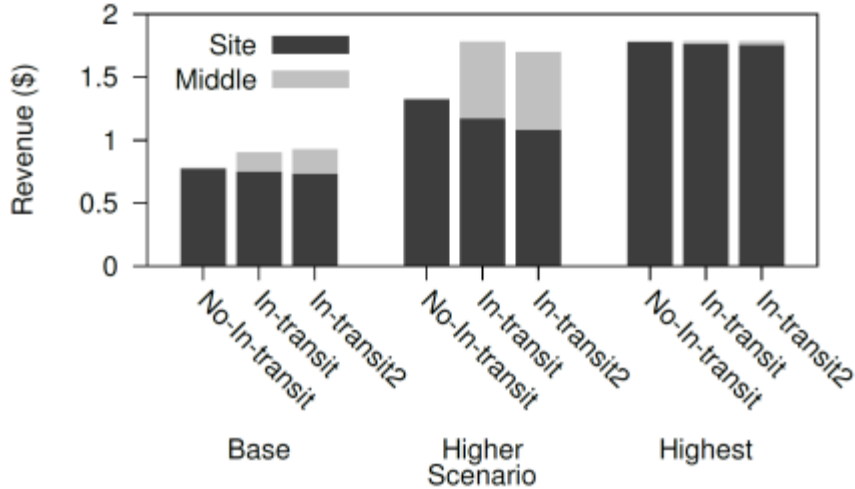 2
Site
Middle
1.5
1
0.5
0
Revenue ($)
No-In-transit
In-transit
In-transit2
No-In-transit
In-transit
In-transit2
No-In-transit
In-transit
In-transit2
Base
Higher
Highest
Scenario